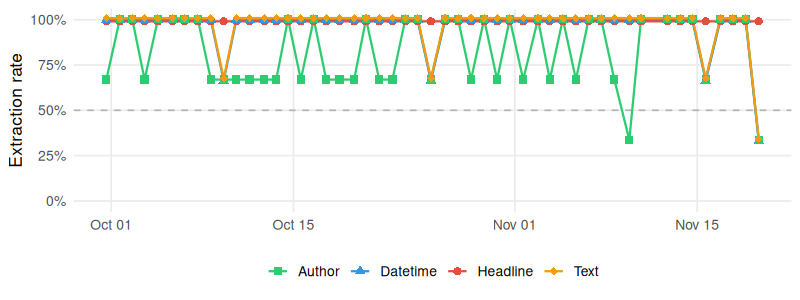 Extraction rate
100%
75%
50%
25%
0%
Oct 01 Oct 15 Nov 01 Nov 15
Author Datetime Headline Text